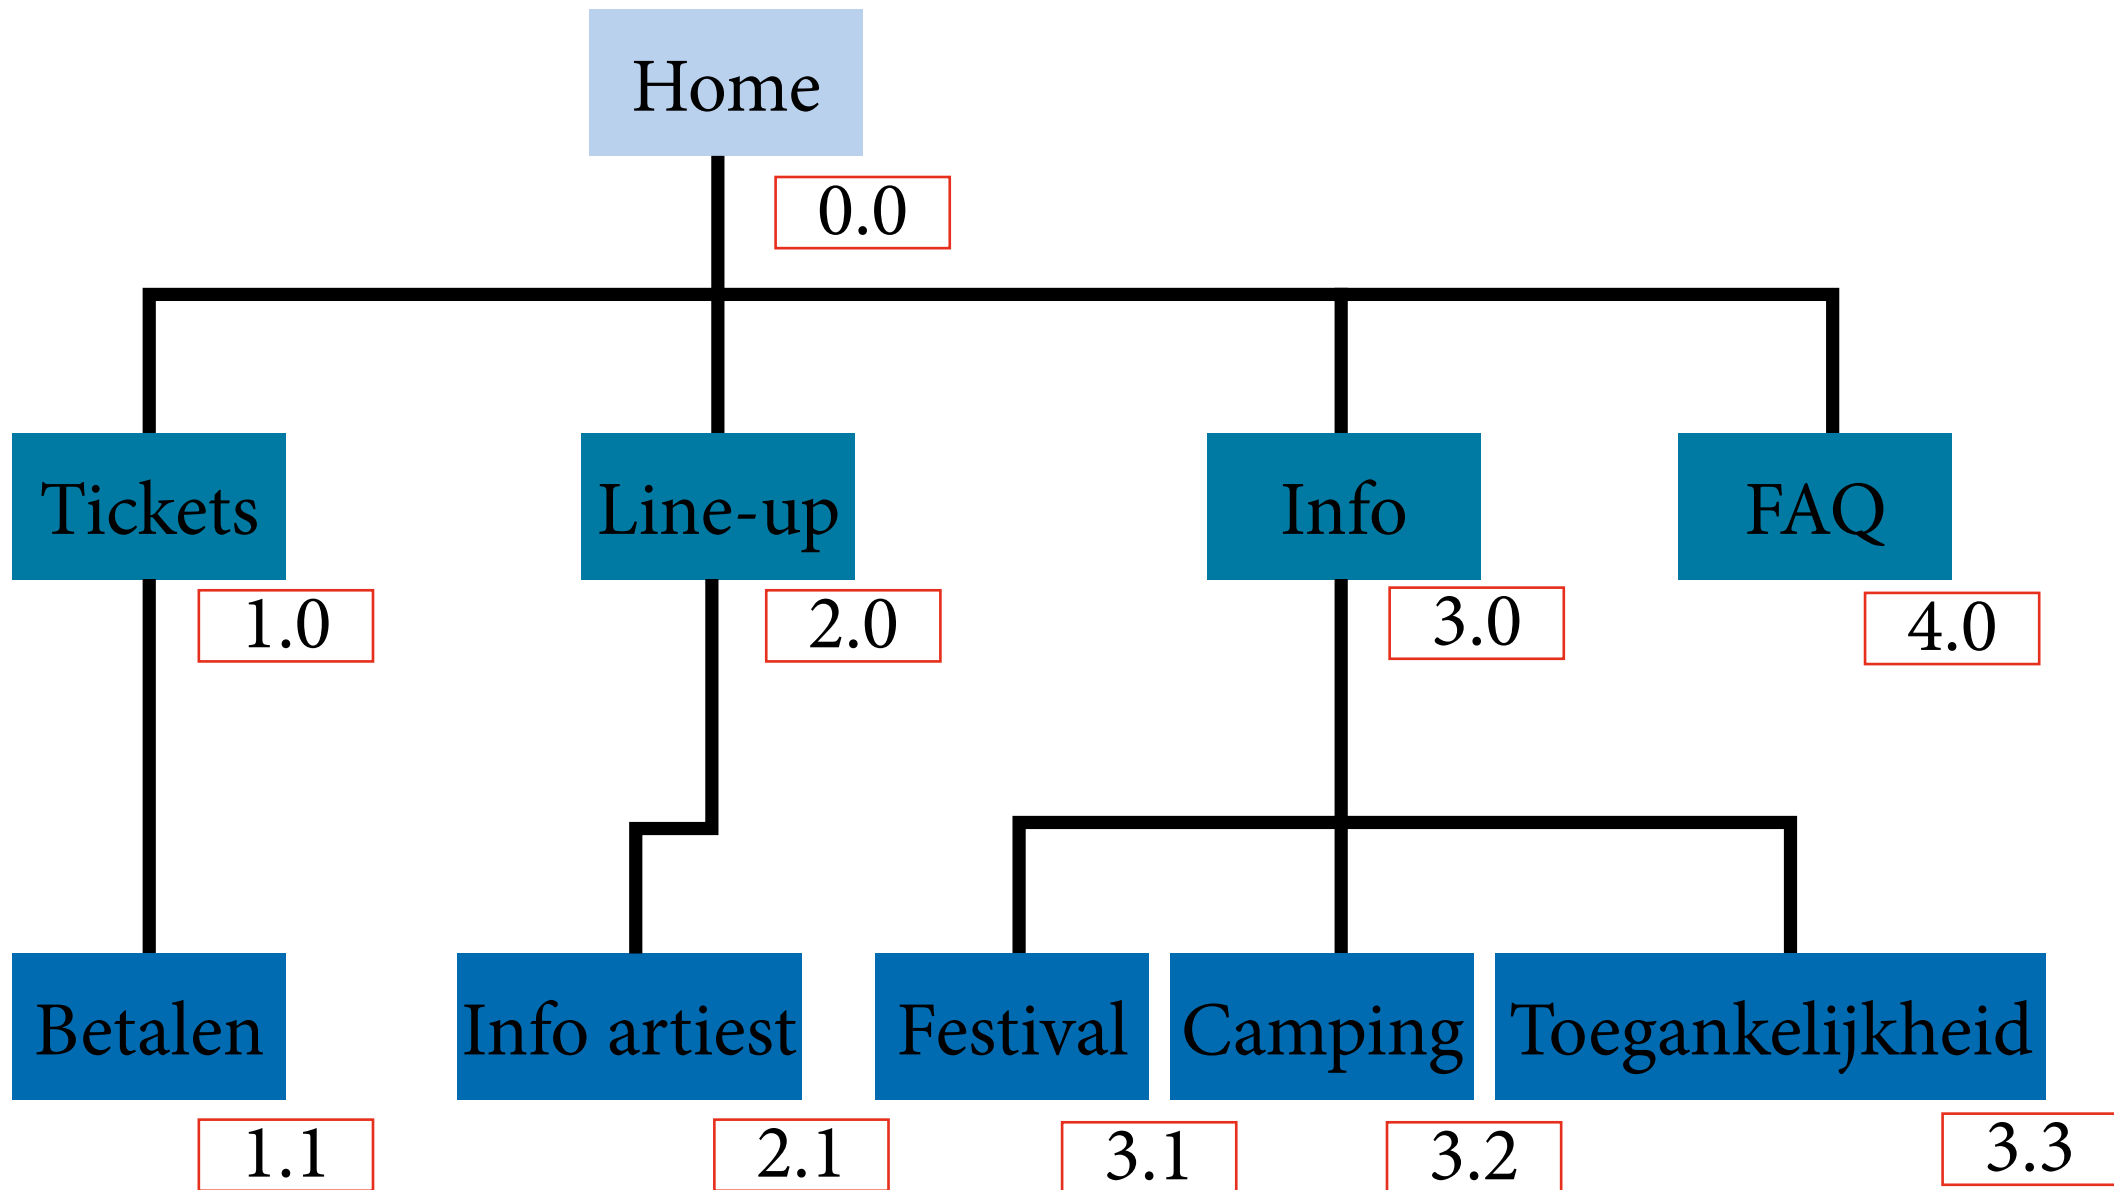 Home
0.0
Tickets
Line-up
Info
FAQ
1.0
2.0
3.0
4.0
Betalen
Info artiest
Festival
Camping
Toegankelijkheid
1.1
2.1
3.1
3.2
3.3